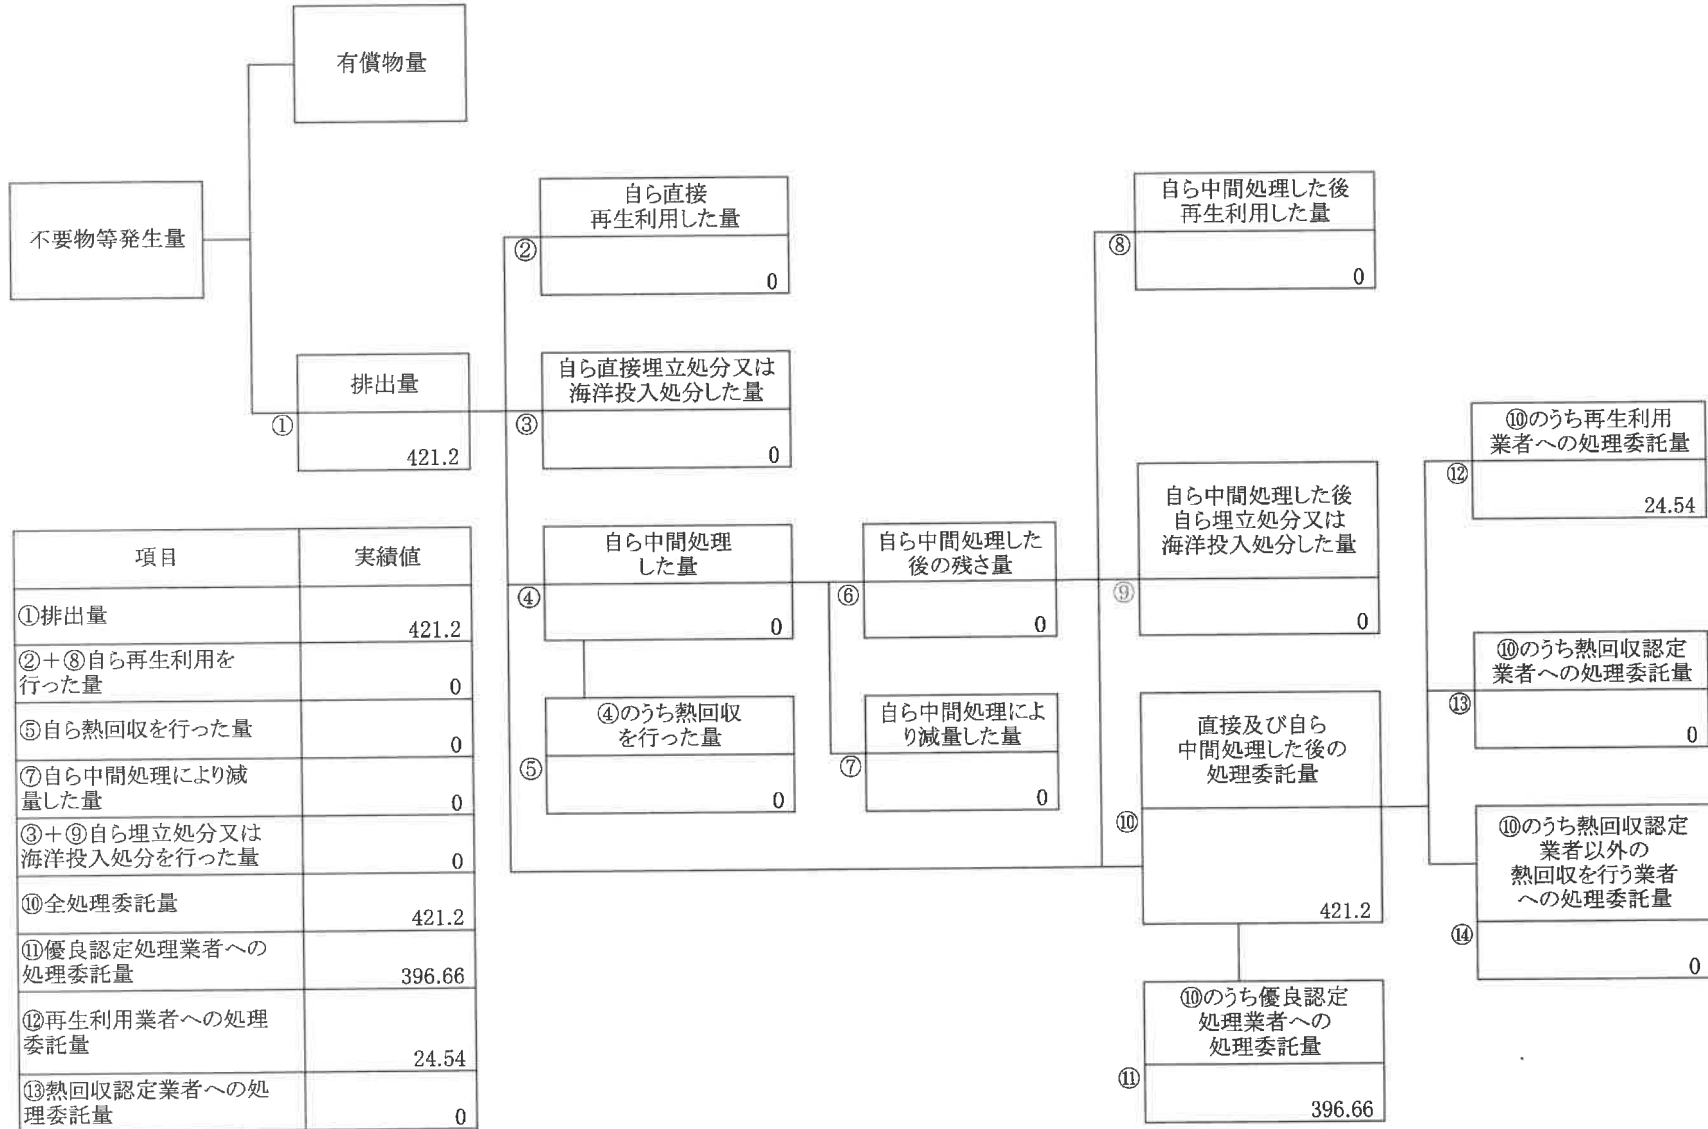 有償物量
不要物等発生量
①
排出量
421.2
②
自ら直接
再生利用した量
0
③
自ら直接埋立処分又は
海洋投入処分した量
0
④
自ら中間処理
した量
0
⑤
④のうち熱回収
を行った量
0
⑥
自ら中間処理した
後の残さ量
0
⑦
自ら中間処理によ
り減量した量
0
⑧
自ら中間処理した後
再生利用した量
0
⑨
自ら中間処理した後
自ら埋立処分又は
海洋投入処分した量
0
⑩
直接及び自ら
中間処理した後の
処理委託量
421.2
⑪
⑩のうち優良認定
処理業者への
処理委託量
396.66
⑫
⑩のうち再生利用
業者への処理委託量
24.54
⑬
⑩のうち熱回収認定
業者への処理委託量
0
⑭
⑩のうち熱回収認定
業者以外の
熱回収を行う業者
への処理委託量
0
項目 実績値
①排出量
421.2
②+⑧自ら再生利用を
行った量 0
⑤自ら熱回収を行った量
0
⑦自ら中間処理により減
量した量 0
③+⑨自ら埋立処分又は
海洋投入処分を行った量 0
⑩全処理委託量
421.2
⑪優良認定処理業者への
処理委託量 396.66
⑫再生利用業者への処理
委託量 24.54
⑬熱回収認定業者への処
理委託量 0